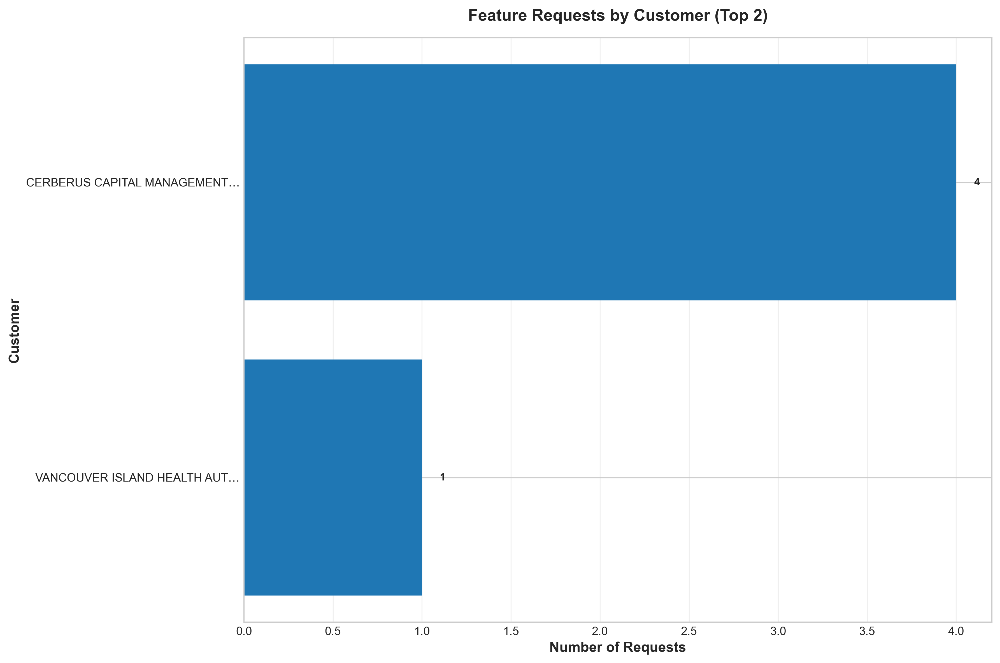 Feature Requests by Customer (Top 2)
CERBERUS CAPITAL MANAGEMENT…
4
Customer
VANCOUVER ISLAND HEALTH AUT…
1
0.0 0.5 1.0 1.5 2.0 2.5 3.0 3.5 4.0
Number of Requests